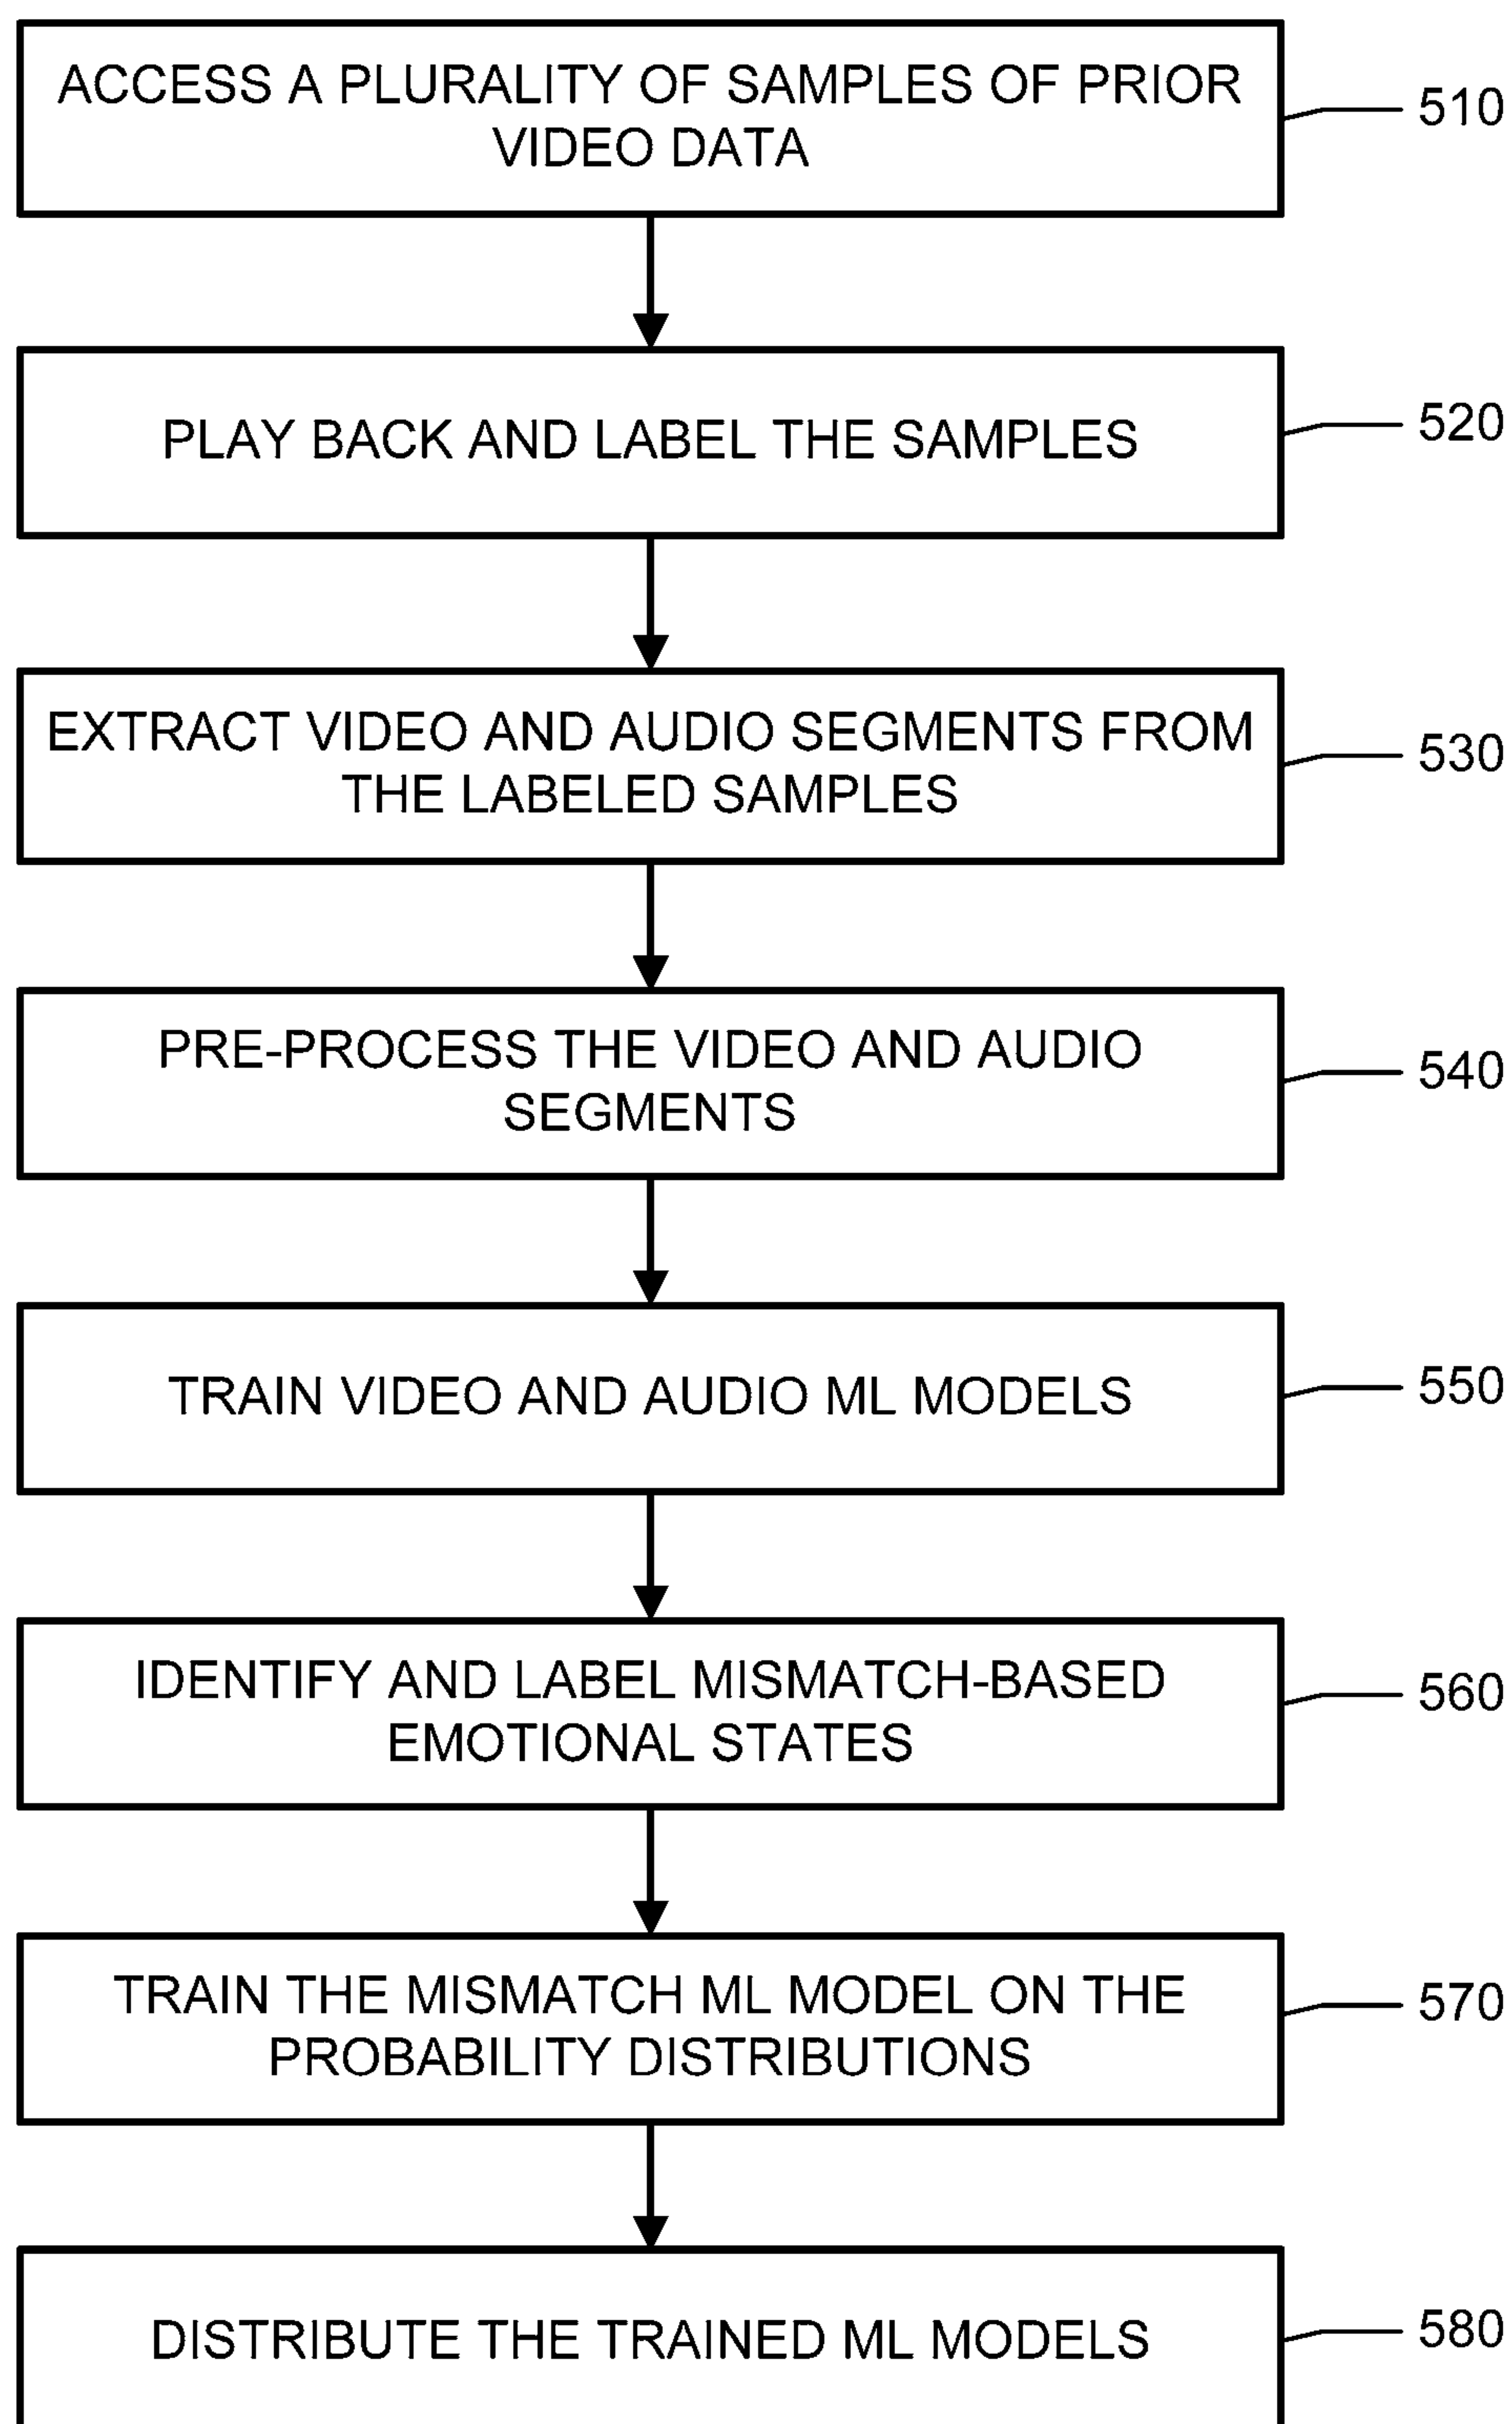 ACCESS A PLURALITY OF SAMPLES OF PRIOR
VIDEO DATA
510
PLAY BACK AND LABEL THE SAMPLES
520
EXTRACT VIDEO AND AUDIO SEGMENTS FROM
THE LABELED SAMPLES
530
PRE-PROCESS THE VIDEO AND AUDIO
SEGMENTS
540
TRAIN VIDEO AND AUDIO ML MODELS
550
IDENTIFY AND LABEL MISMATCH-BASED
EMOTIONAL STATES
560
TRAIN THE MISMATCH ML MODEL ON THE
PROBABILITY DISTRIBUTIONS
570
DISTRIBUTE THE TRAINED ML MODELS
580